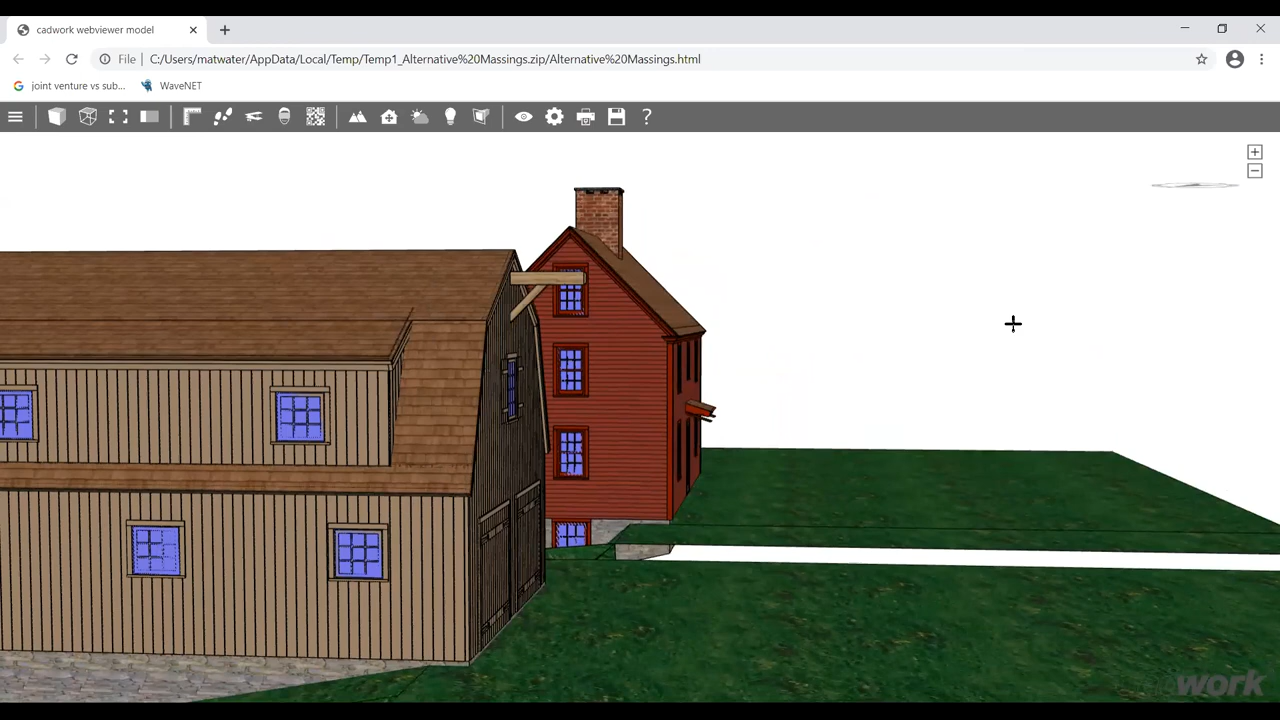 cadwork webviewer model
File
C:/Users/matwater/AppData/Local/Temp/Temp1_Alternative%20Massings.zip/Alternative%20Massings.html
joint venture vs sub...
WaveNET
work